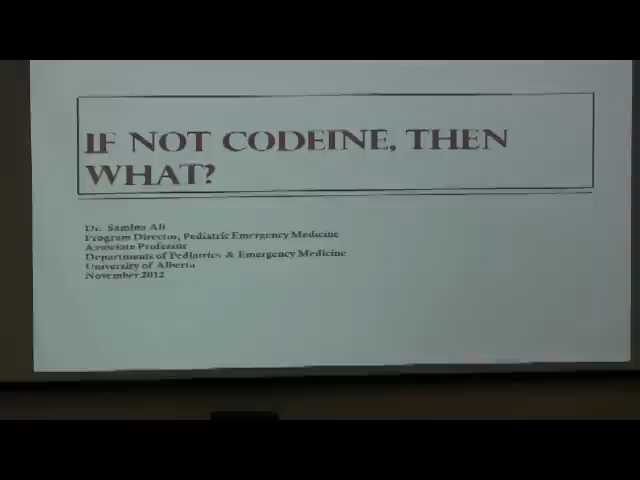 IF NOT CODEINE, THEN
WHAT?
Dr. Samina Ali
Program Director, Pediatric Emergency Medicine
Associate Professor
Departments of Pediatrics & Emergency Medicine
University of Alberta
November 2012